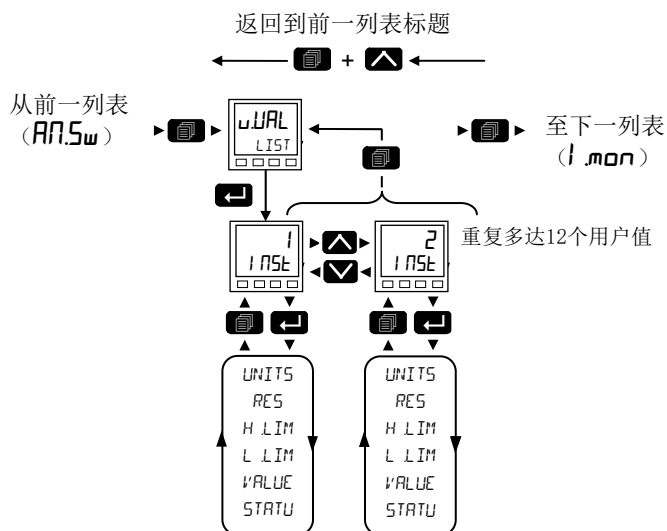 返回到前一列表标题
+
从前一列表
（AN.Sw）
u.VAL
LIST
至下一列表
（I.mon）
1
INSt
2
INSt
重复多达12个用户值
UNITS
RES
H.LIM
L.LIM
VALUE
STATU
UNITS
RES
H.LIM
L.LIM
VALUE
STATU